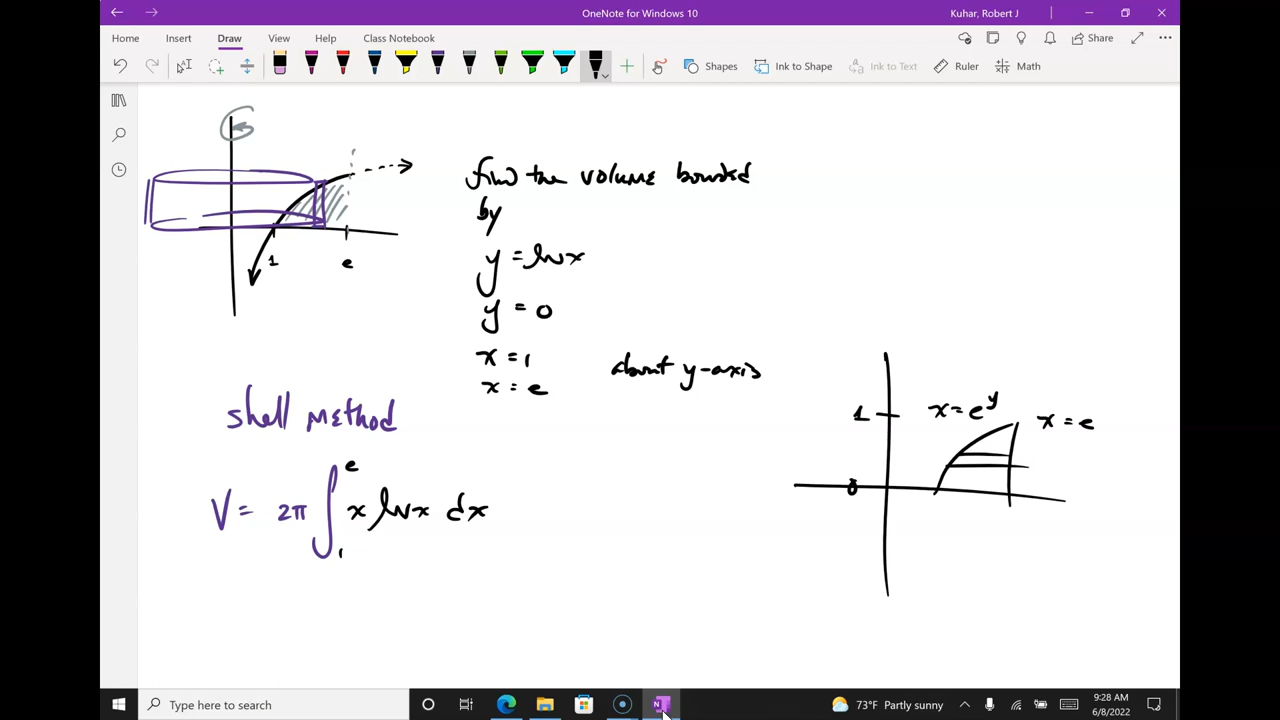 OneNote for Windows 10
Kuhar, Robert J
Home
Insert
Draw
View
Help
Class Notebook
Share
Shapes
Ink to Shape
Ink to Text
Ruler
Math
find the volume bounded
by
y = ln x
y = 0
x = 1
x = e
about y-axis
1
e
shell method
V = 2π ∫₁ᵉ x ln x dx
1
x = e^y
x = e
0
Type here to search
73°F Partly sunny
9:28 AM
6/8/2022